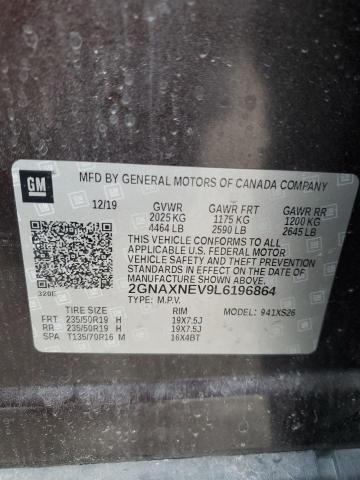 GM
MFD BY GENERAL MOTORS OF CANADA COMPANY
12/19 GVWR GAWR FRT GAWR RR
2025 KG 1175 KG 1200 KG
4464 LB 2590 LB 2645 LB
THIS VEHICLE CONFORMS TO ALL
APPLICABLE U.S. FEDERAL MOTOR
VEHICLE SAFETY AND THEFT
PREVENTION STANDARDS IN EFFECT ON THE
DATE OF MANUFACTURE SHOWN ABOVE.
320E 2GNAXNEV9L6196864
TYPE: M.P.V.
TIRE SIZE RIM MODEL: 941XS26
FRT 235/50R19 H 19X7.5J
RR 235/50R19 H 19X7.5J
SPA T135/70R16 M 16X4BT